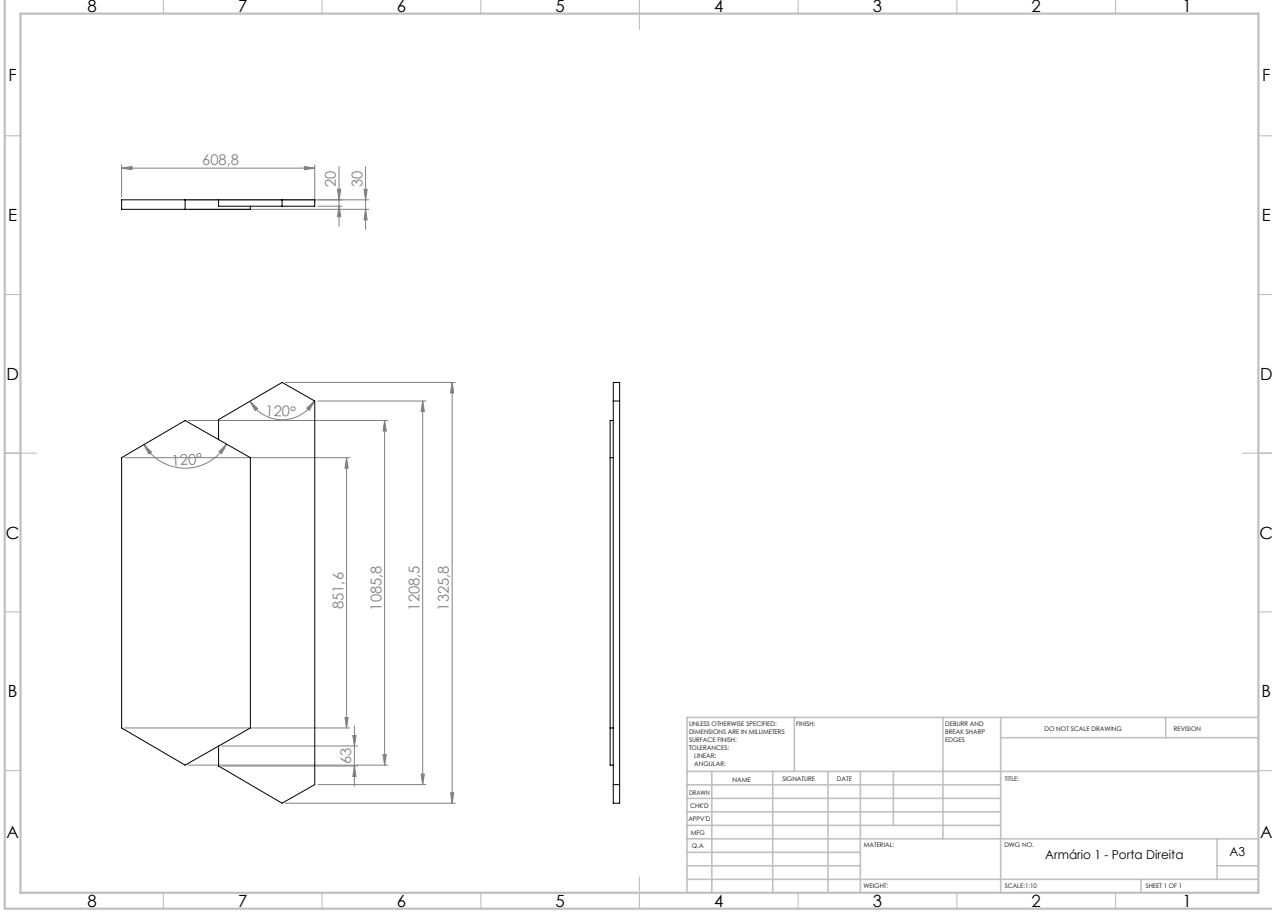 8 7 6 5 4 3 2 1
F F
608,8
20
30
E E
D D
120°
120°
C C
851,6
1085,8
1208,5
1325,8
B B
63
UNLESS OTHERWISE SPECIFIED:
DIMENSIONS ARE IN MILLIMETERS
SURFACE FINISH:
TOLERANCES:
LINEAR:
ANGULAR:
FINISH:
DEBURR AND
BREAK SHARP
EDGES
DO NOT SCALE DRAWING
REVISION
NAME SIGNATURE DATE
TITLE:
DRAWN
CHK'D
APPV'D
MFG
Q.A
MATERIAL:
DWG NO.
Armário 1 - Porta Direita
A3
WEIGHT:
SCALE:1:10
SHEET 1 OF 1
A A
8 7 6 5 4 3 2 1